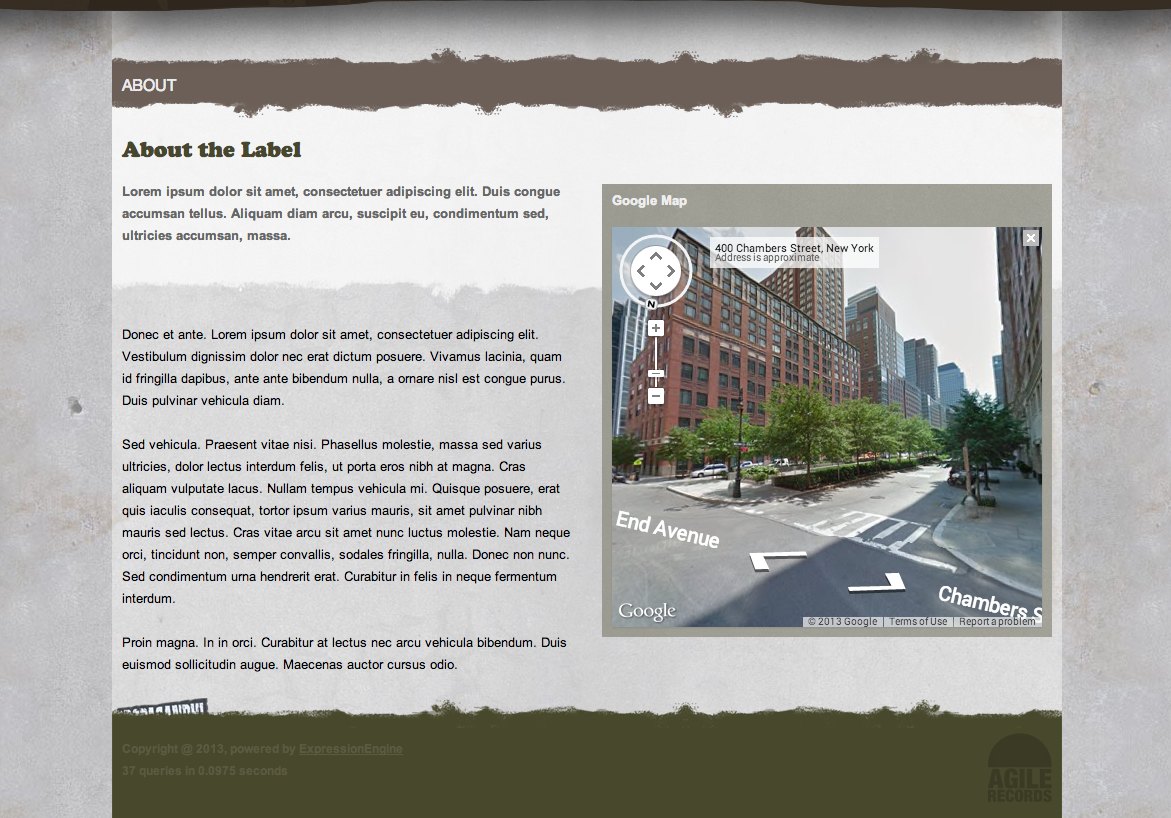 ABOUT
About the Label
Lorem ipsum dolor sit amet, consectetuer adipiscing elit. Duis congue
accumsan tellus. Aliquam diam arcu, suscipit eu, condimentum sed,
ultricies accumsan, massa.
Donec et ante. Lorem ipsum dolor sit amet, consectetuer adipiscing elit.
Vestibulum dignissim dolor nec erat dictum posuere. Vivamus lacinia, quam
id fringilla dapibus, ante ante bibendum nulla, a ornare nisl est congue purus.
Duis pulvinar vehicula diam.
Sed vehicula. Praesent vitae nisi. Phasellus molestie, massa sed varius
ultricies, dolor lectus interdum felis, ut porta eros nibh at magna. Cras
aliquam vulputate lacus. Nullam tempus vehicula mi. Quisque posuere, erat
quis iaculis consequat, tortor ipsum varius mauris, sit amet pulvinar nibh
mauris sed lectus. Cras vitae arcu sit amet nunc luctus molestie. Nam neque
orci, tincidunt non, semper convallis, sodales fringilla, nulla. Donec non nunc.
Sed condimentum urna hendrerit erat. Curabitur in felis in neque fermentum
interdum.
Proin magna. In in orci. Curabitur at lectus nec arcu vehicula bibendum. Duis
euismod sollicitudin augue. Maecenas auctor cursus odio.
Google Map
400 Chambers Street, New York
Address is approximate
N
End Avenue
Chambers S
Google
© 2013 Google | Terms of Use | Report a problem
Copyright @ 2013, powered by ExpressionEngine
37 queries in 0.0975 seconds
AGILE
RECORDS